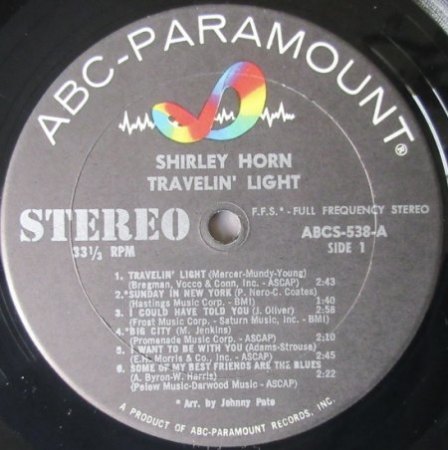 ABC-PARAMOUNT®
SHIRLEY HORN
TRAVELIN' LIGHT
STEREO
F.F.S.* - FULL FREQUENCY STEREO
33⅓ RPM
ABCS-538-A
SIDE 1
1. TRAVELIN' LIGHT (Mercer-Mundy-Young)
(Bregman, Vocco & Conn, Inc. - ASCAP) 2:43
2.*SUNDAY IN NEW YORK (P. Nero-C. Coates)
(Hastings Music Corp. - BMI) 1:40
3. I COULD HAVE TOLD YOU (J. Oliver) 2:58
(Frost Music Corp. - Saturn Music, Inc. - BMI)
4.*BIG CITY (M. Jenkins)
(Promenade Music Corp. - ASCAP) 2:10
5. I WANT TO BE WITH YOU (Adams-Strouse)
(E.H. Morris & Co., Inc. - ASCAP) 2:45
6. SOME OF MY BEST FRIENDS ARE THE BLUES
(A. Byron-W. Harris) 2:22
(Pelew Music-Darwood Music - ASCAP)
* Arr. by Johnny Pate
A PRODUCT OF ABC-PARAMOUNT RECORDS, INC.